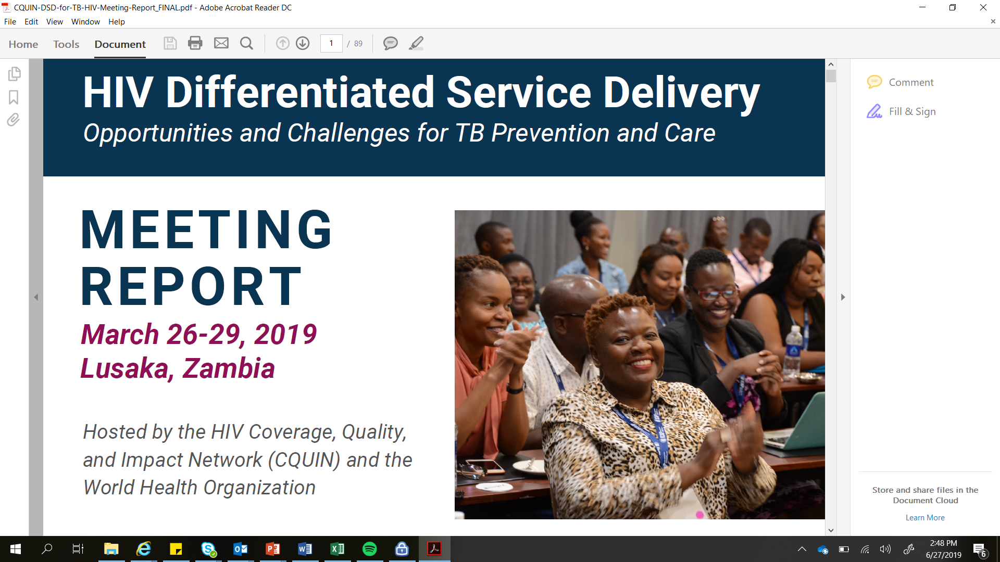 CQUIN-DSD-for-TB-HIV-Meeting-Report_FINAL.pdf - Adobe Acrobat Reader DC
File Edit View Window Help
Home Tools Document 1 / 89
HIV Differentiated Service Delivery
Opportunities and Challenges for TB Prevention and Care
MEETING
REPORT
March 26-29, 2019
Lusaka, Zambia
Hosted by the HIV Coverage, Quality,
and Impact Network (CQUIN) and the
World Health Organization
Comment
Fill & Sign
Store and share files in the
Document Cloud
Learn More
2:48 PM
6/27/2019
6